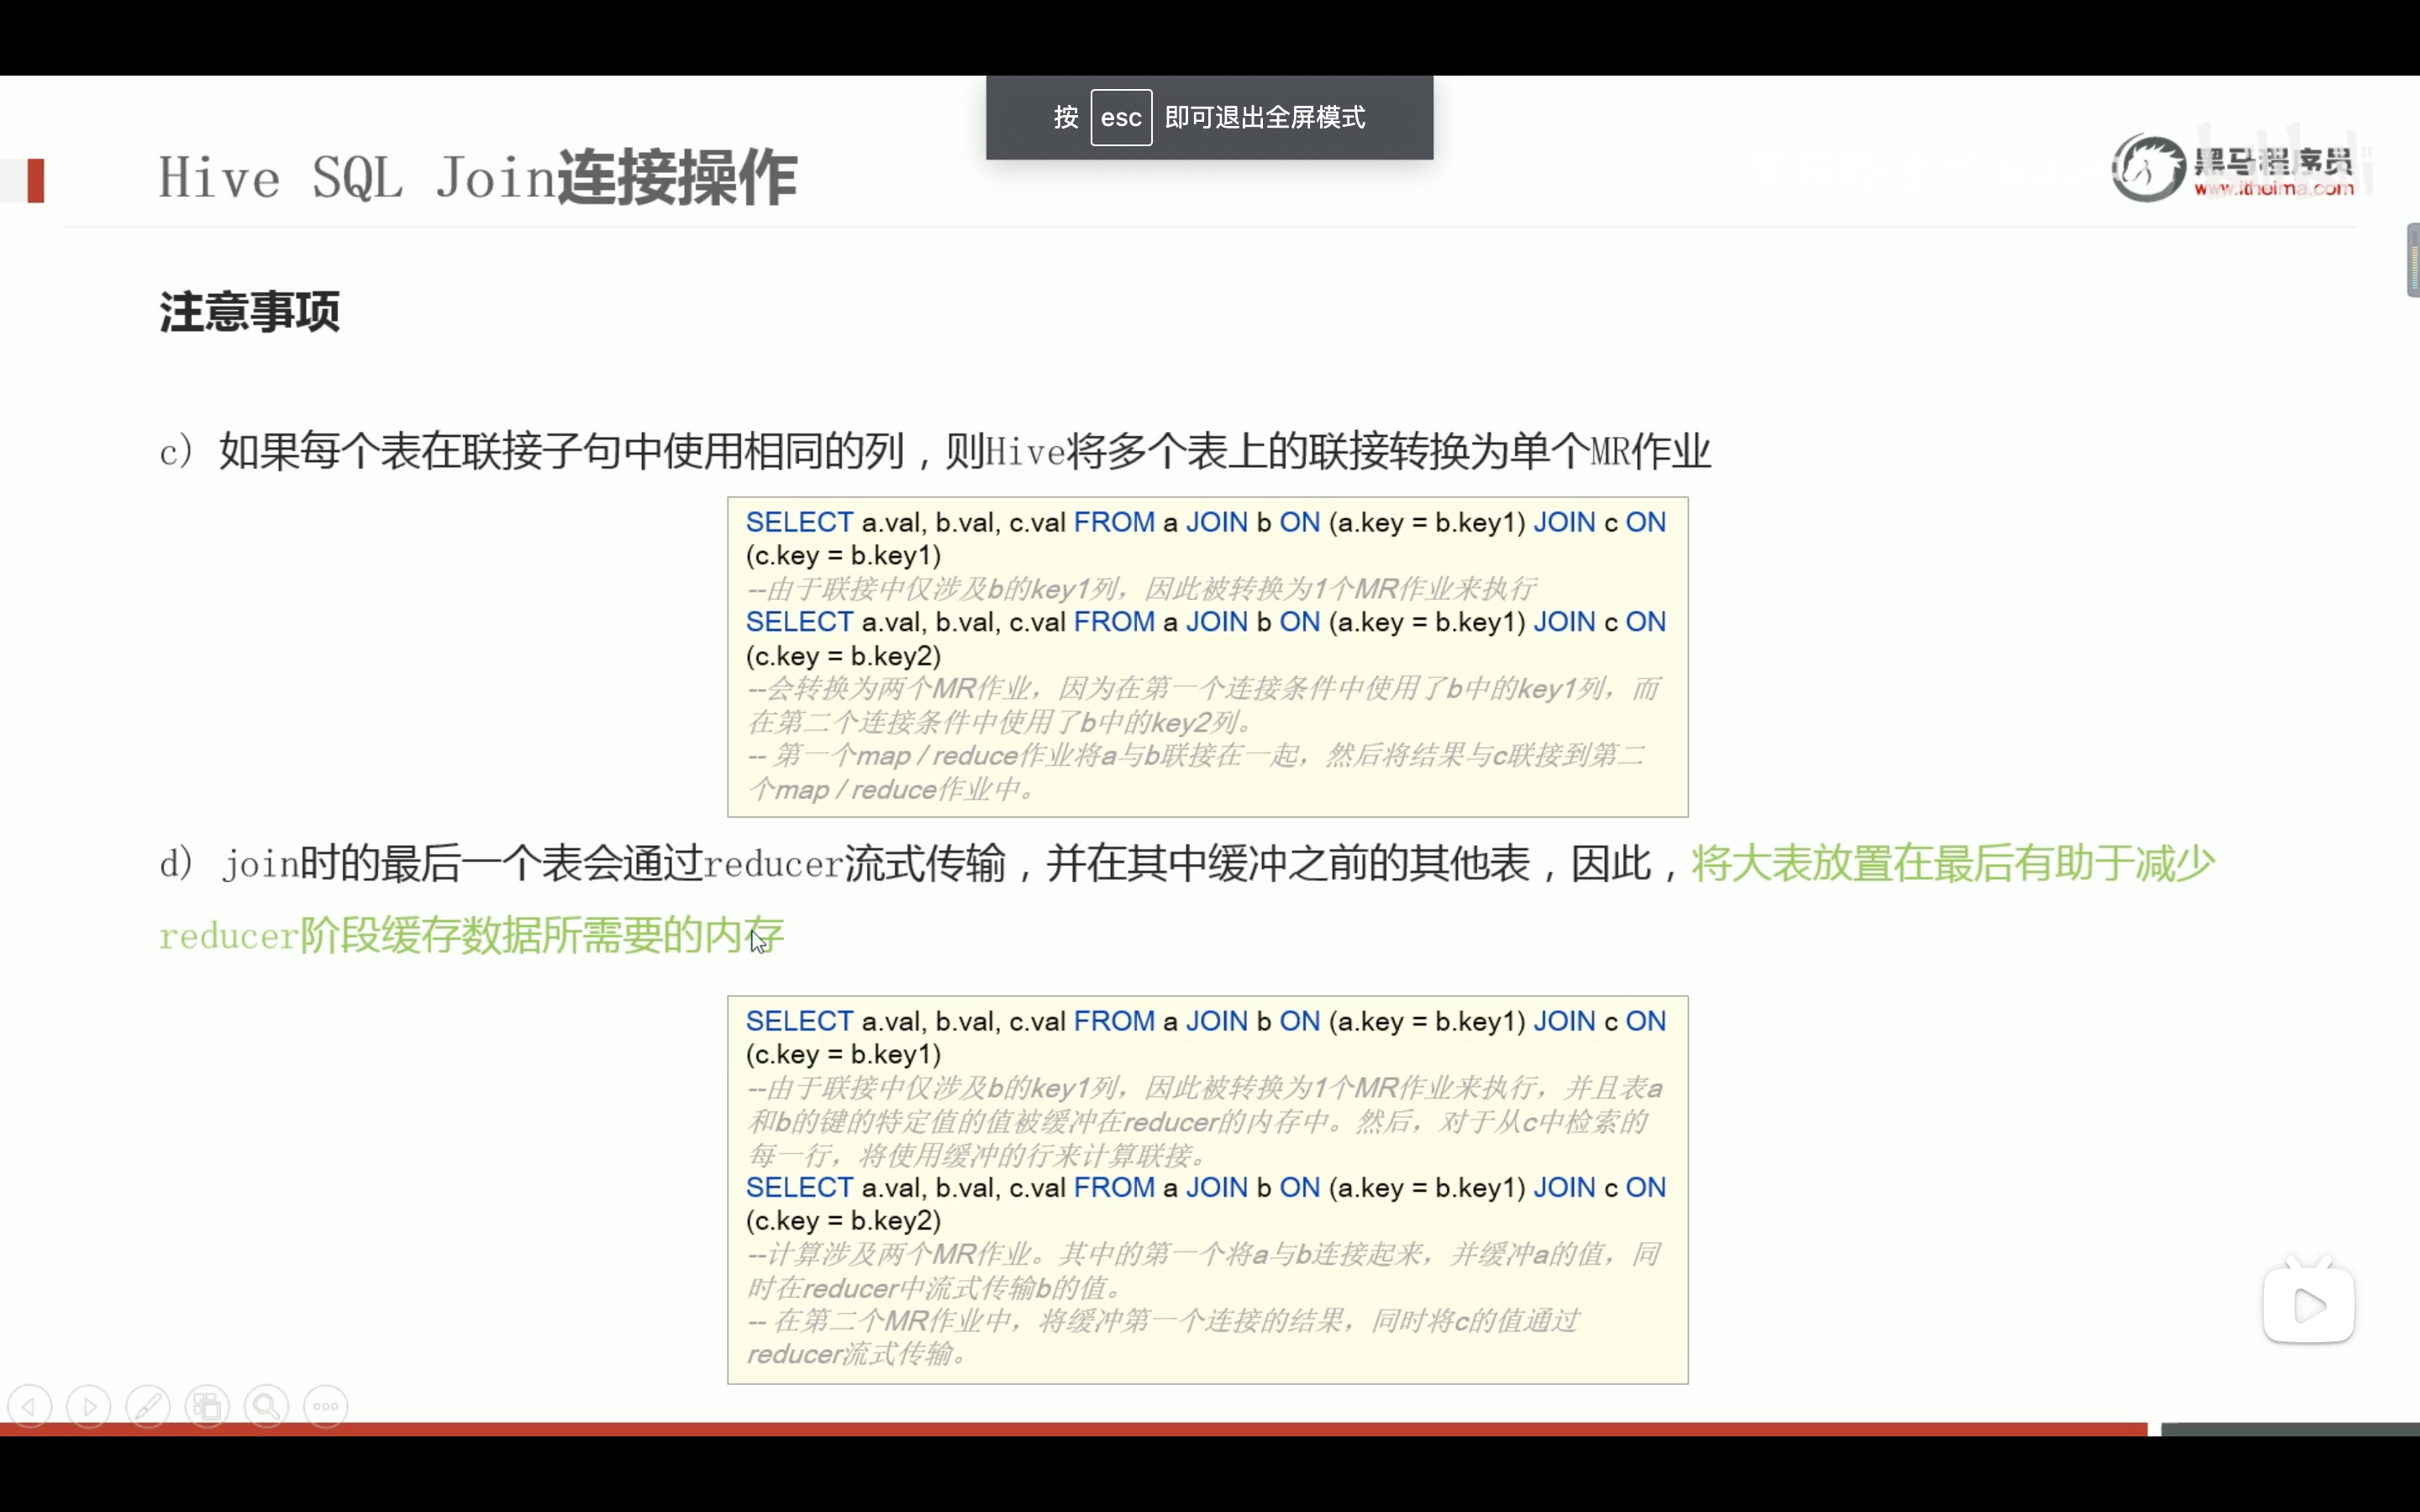 按 esc 即可退出全屏模式
Hive SQL Join连接操作
黑马程序员
www.itheima.com
注意事项
c) 如果每个表在联接子句中使用相同的列，则Hive将多个表上的联接转换为单个MR作业
SELECT a.val, b.val, c.val FROM a JOIN b ON (a.key = b.key1) JOIN c ON
(c.key = b.key1)
--由于联接中仅涉及b的key1列，因此被转换为1个MR作业来执行
SELECT a.val, b.val, c.val FROM a JOIN b ON (a.key = b.key1) JOIN c ON
(c.key = b.key2)
--会转换为两个MR作业，因为在第一个连接条件中使用了b中的key1列，而
在第二个连接条件中使用了b中的key2列。
-- 第一个map / reduce作业将a与b联接在一起，然后将结果与c联接到第二
个map / reduce作业中。
d) join时的最后一个表会通过reducer流式传输，并在其中缓冲之前的其他表，因此，将大表放置在最后有助于减少
reducer阶段缓存数据所需要的内存
SELECT a.val, b.val, c.val FROM a JOIN b ON (a.key = b.key1) JOIN c ON
(c.key = b.key1)
--由于联接中仅涉及b的key1列，因此被转换为1个MR作业来执行，并且表a
和b的键的特定值的值被缓冲在reducer的内存中。然后，对于从c中检索的
每一行，将使用缓冲的行来计算联接。
SELECT a.val, b.val, c.val FROM a JOIN b ON (a.key = b.key1) JOIN c ON
(c.key = b.key2)
--计算涉及两个MR作业。其中的第一个将a与b连接起来，并缓冲a的值，同
时在reducer中流式传输b的值。
-- 在第二个MR作业中，将缓冲第一个连接的结果，同时将c的值通过
reducer流式传输。